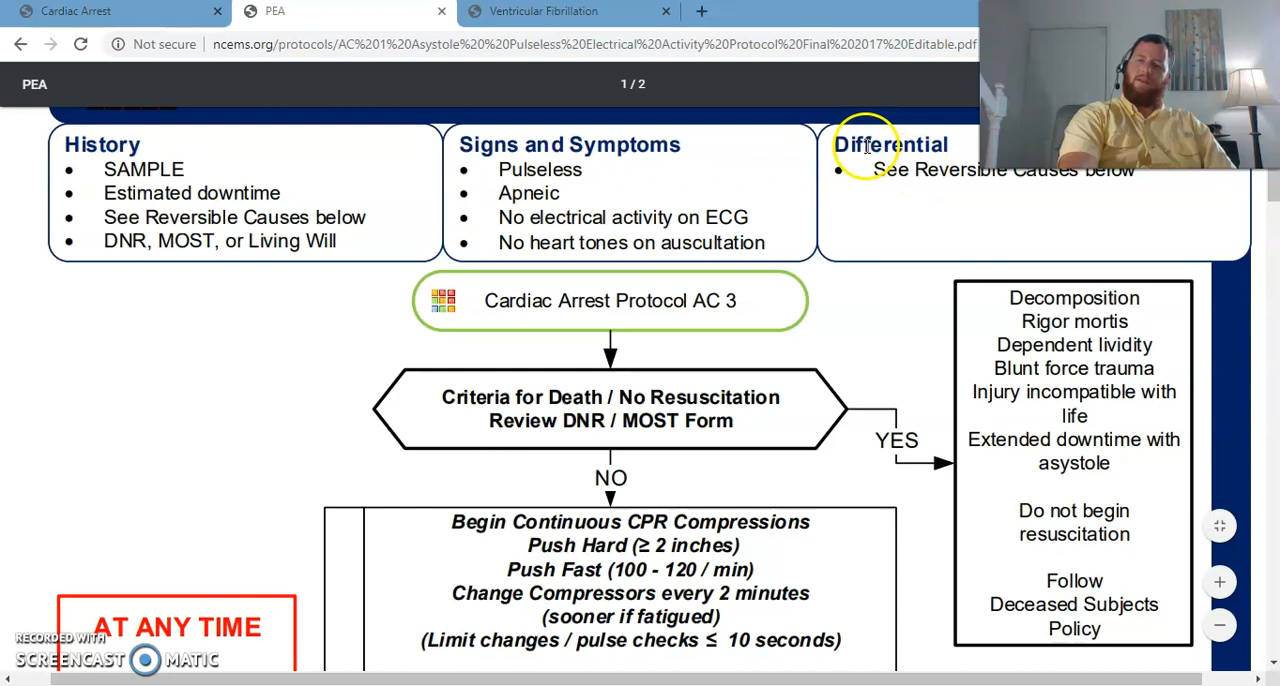 Cardiac Arrest
PEA
Ventricular Fibrillation
Not secure
ncems.org/protocols/AC%201%20Asystole%20%20Pulseless%20Electrical%20Activity%20Protocol%20Final%202017%20Editable.pdf
PEA
1 / 2
History
SAMPLE
Estimated downtime
See Reversible Causes below
DNR, MOST, or Living Will
Signs and Symptoms
Pulseless
Apneic
No electrical activity on ECG
No heart tones on auscultation
Differential
See Reversible Causes below
Cardiac Arrest Protocol AC 3
Criteria for Death / No Resuscitation
Review DNR / MOST Form
YES
NO
Decomposition
Rigor mortis
Dependent lividity
Blunt force trauma
Injury incompatible with
life
Extended downtime with
asystole
Do not begin
resuscitation
Follow
Deceased Subjects
Policy
Begin Continuous CPR Compressions
Push Hard (≥ 2 inches)
Push Fast (100 - 120 / min)
Change Compressors every 2 minutes
(sooner if fatigued)
(Limit changes / pulse checks ≤ 10 seconds)
AT ANY TIME
RECORDED WITH
SCREENCAST MATIC